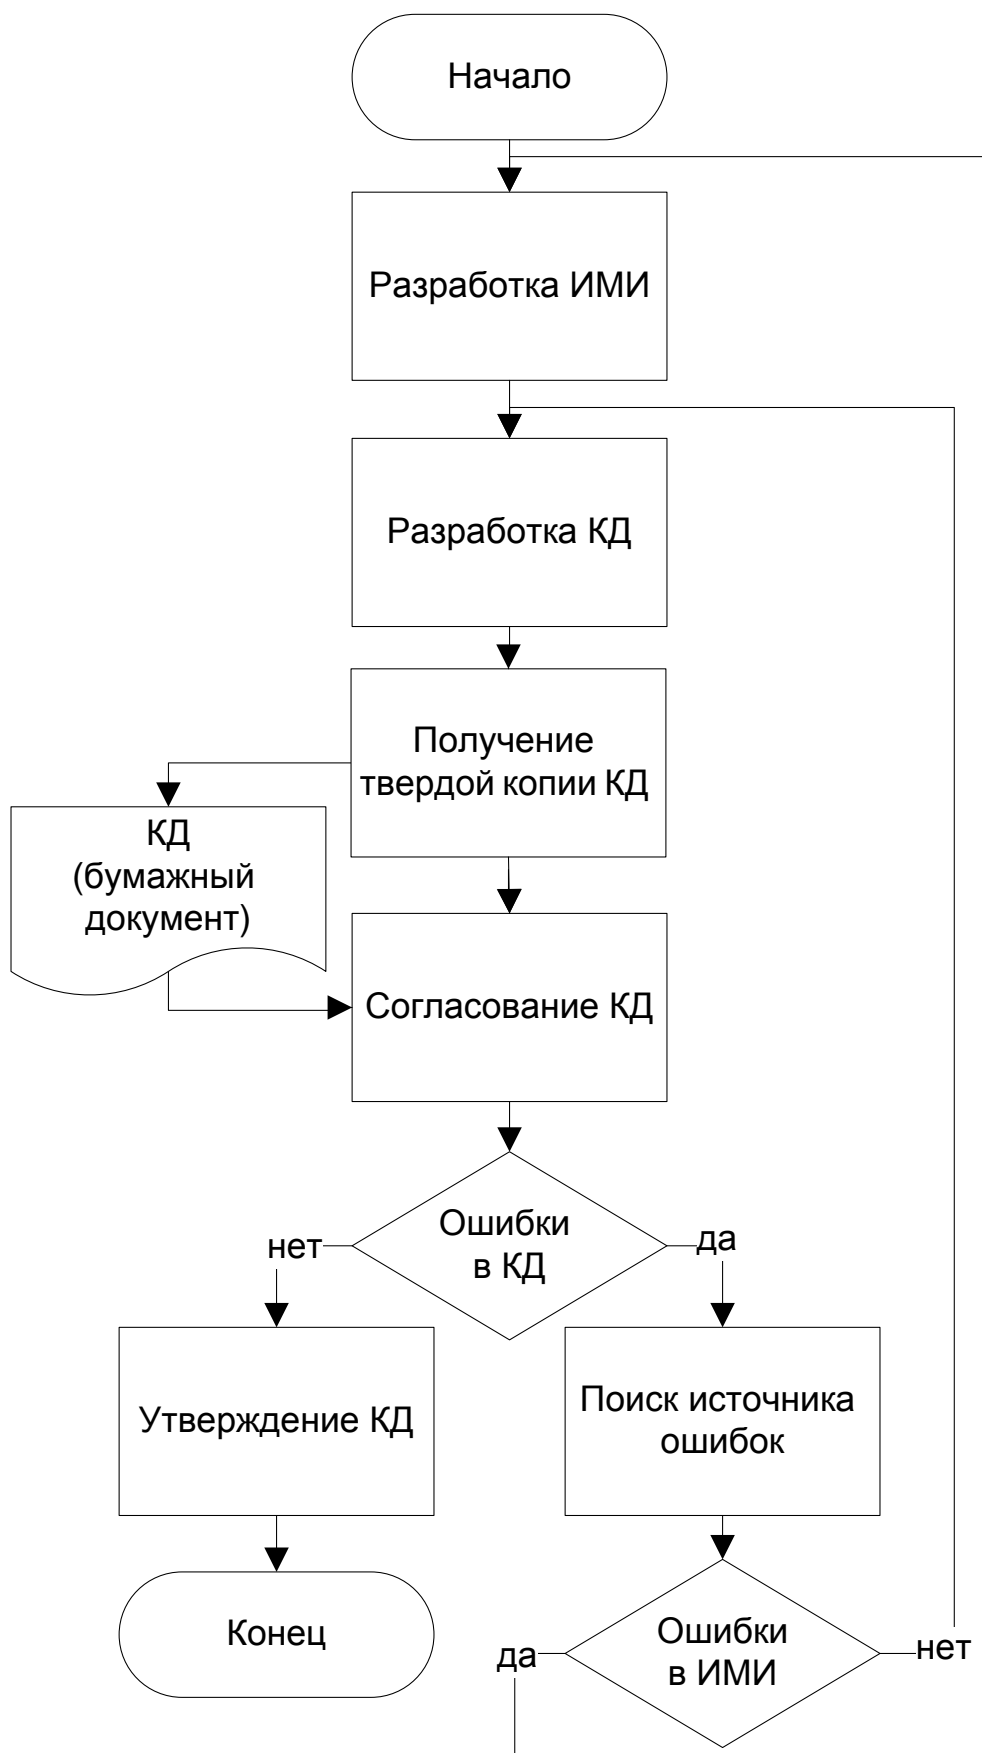 Начало
Разработка ИМИ
Разработка КД
Получение
твердой копии КД
КД
(бумажный
документ)
Согласование КД
Ошибки
в КД
нет
да
Утверждение КД
Поиск источника
ошибок
Конец
Ошибки
в ИМИ
да
нет